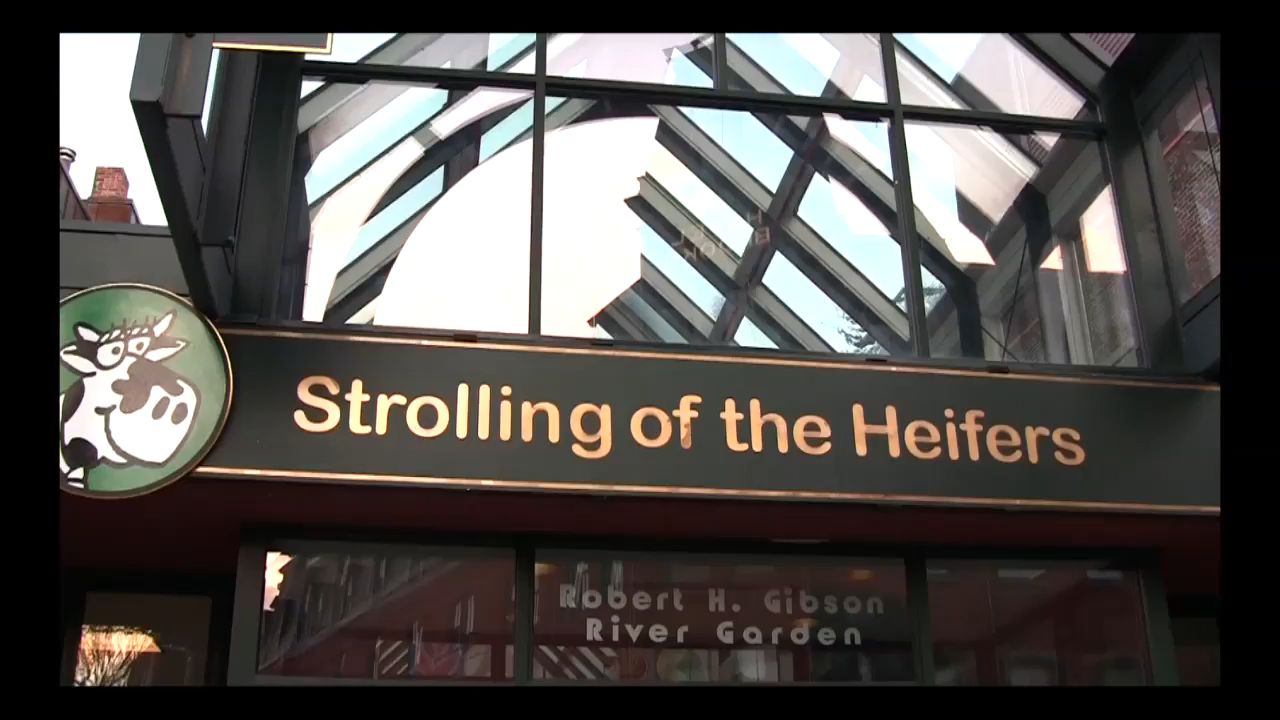 Strolling of the Heifers
Robert H. Gibson
River Garden